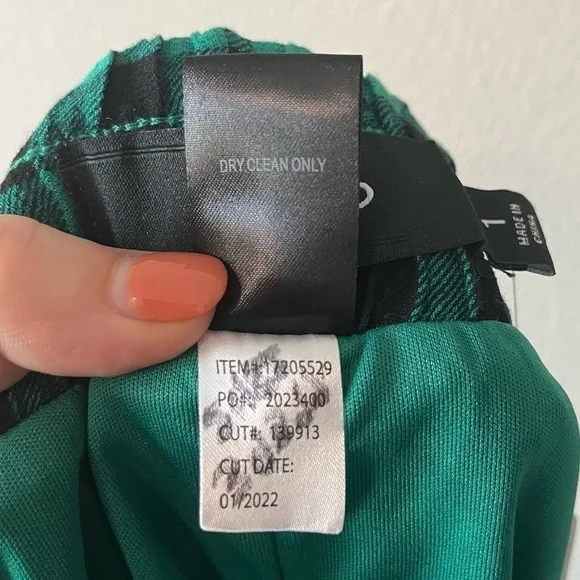 DRY CLEAN ONLY
1
MADE IN
CHINA
ITEM#:17205529
PO#: 2023400
CUT#: 139913
CUT DATE:
01/2022